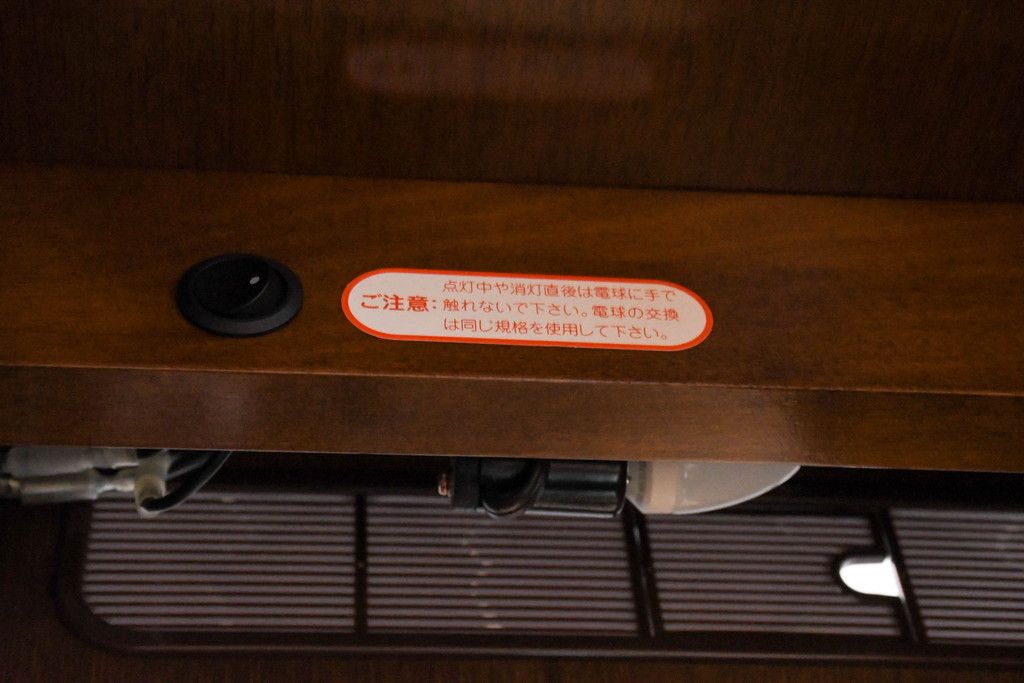 ご注意:
点灯中や消灯直後は電球に手で
触れないで下さい。電球の交換
は同じ規格を使用して下さい。